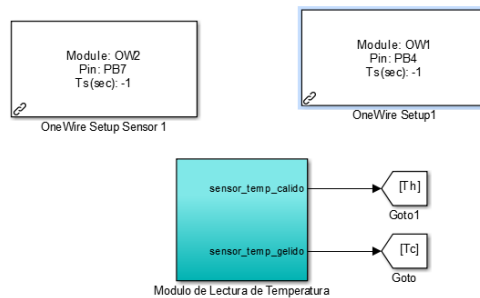 Module: OW2
Pin: PB7
Ts(sec): -1
OneWire Setup Sensor 1
Module: OW1
Pin: PB4
Ts(sec): -1
OneWire Setup1
sensor_temp_calido
[Th]
Goto1
sensor_temp_gelido
[Tc]
Goto
Modulo de Lectura de Temperatura